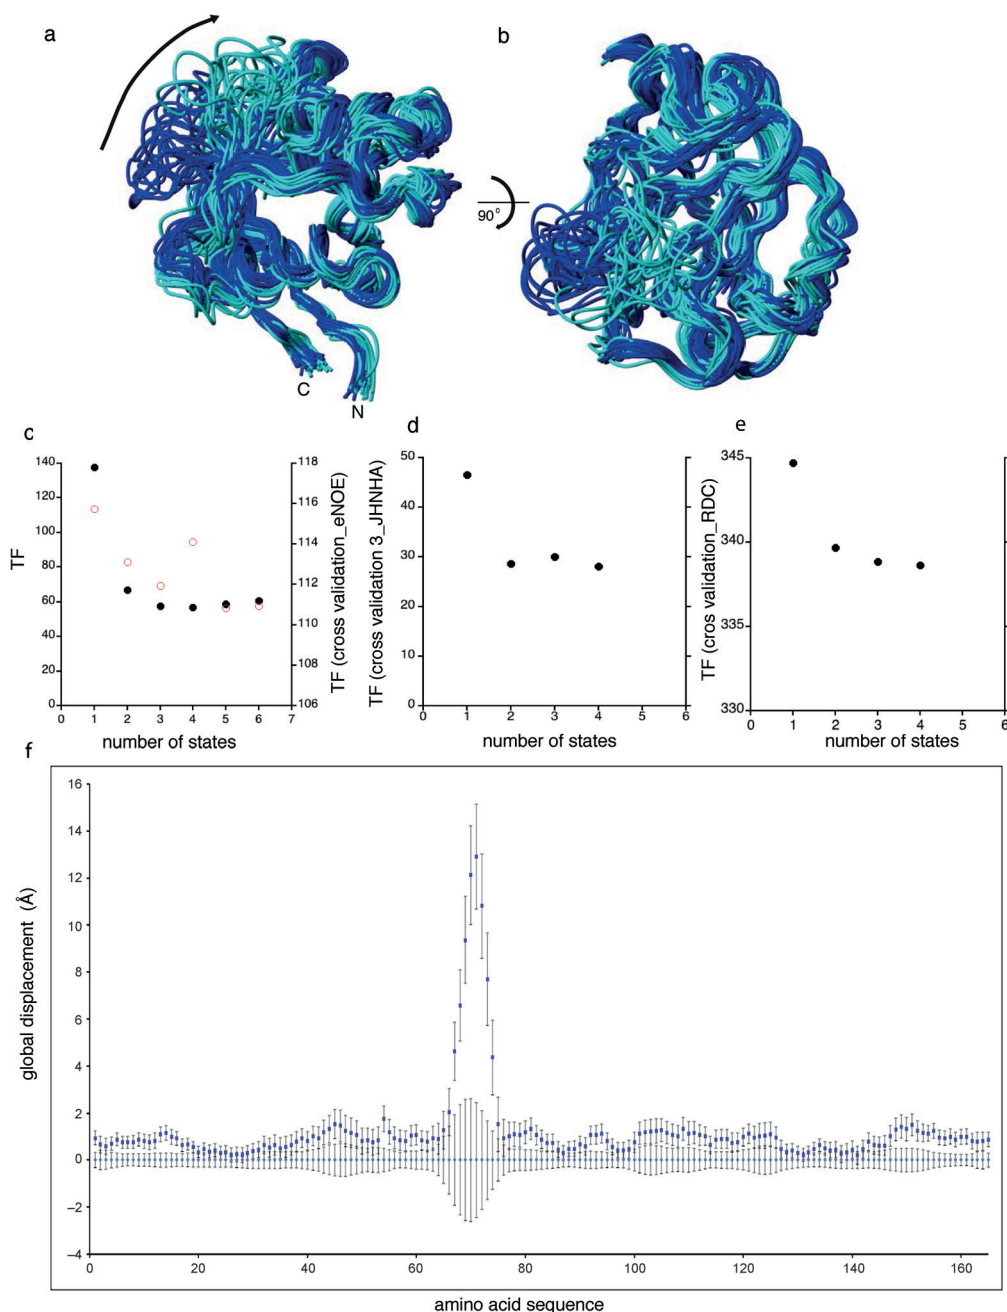 a
b
90°
C
N
c
140
120
100
80
60
40
20
0
TF
0 1 2 3 4 5 6 7
number of states
118
116
114
112
110
108
106
TF (cross validation_eNOE)
d
50
40
30
20
10
0
TF (cross validation 3_JHNHA)
0 1 2 3 4 5 6
number of states
e
345
340
335
330
TF (cros validation_RDC)
0 1 2 3 4 5 6
number of states
f
16
14
12
10
8
6
4
2
0
−2
−4
global displacement (Å)
0 20 40 60 80 100 120 140 160
amino acid sequence